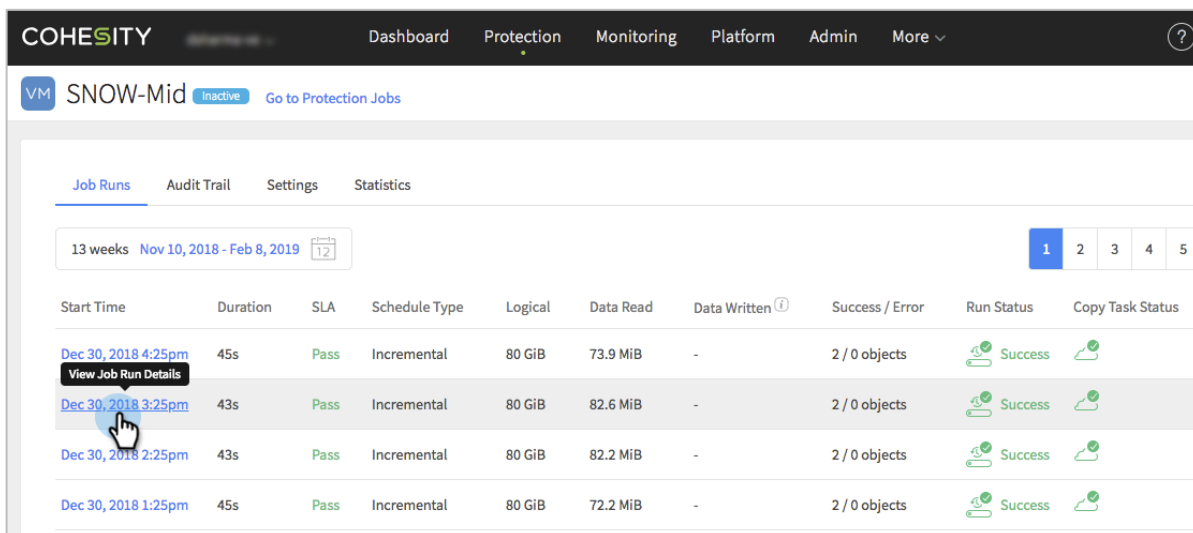 COHESITY Dashboard Protection Monitoring Platform Admin More ?
VM SNOW-Mid Inactive Go to Protection Jobs
Job Runs Audit Trail Settings Statistics
13 weeks Nov 10, 2018 - Feb 8, 2019 12 1 2 3 4 5
Start Time Duration SLA Schedule Type Logical Data Read Data Written i Success / Error Run Status Copy Task Status
Dec 30, 2018 4:25pm 45s Pass Incremental 80 GiB 73.9 MiB - 2 / 0 objects Success
View Job Run Details
Dec 30, 2018 3:25pm 43s Pass Incremental 80 GiB 82.6 MiB - 2 / 0 objects Success
Dec 30, 2018 2:25pm 43s Pass Incremental 80 GiB 82.2 MiB - 2 / 0 objects Success
Dec 30, 2018 1:25pm 45s Pass Incremental 80 GiB 72.2 MiB - 2 / 0 objects Success